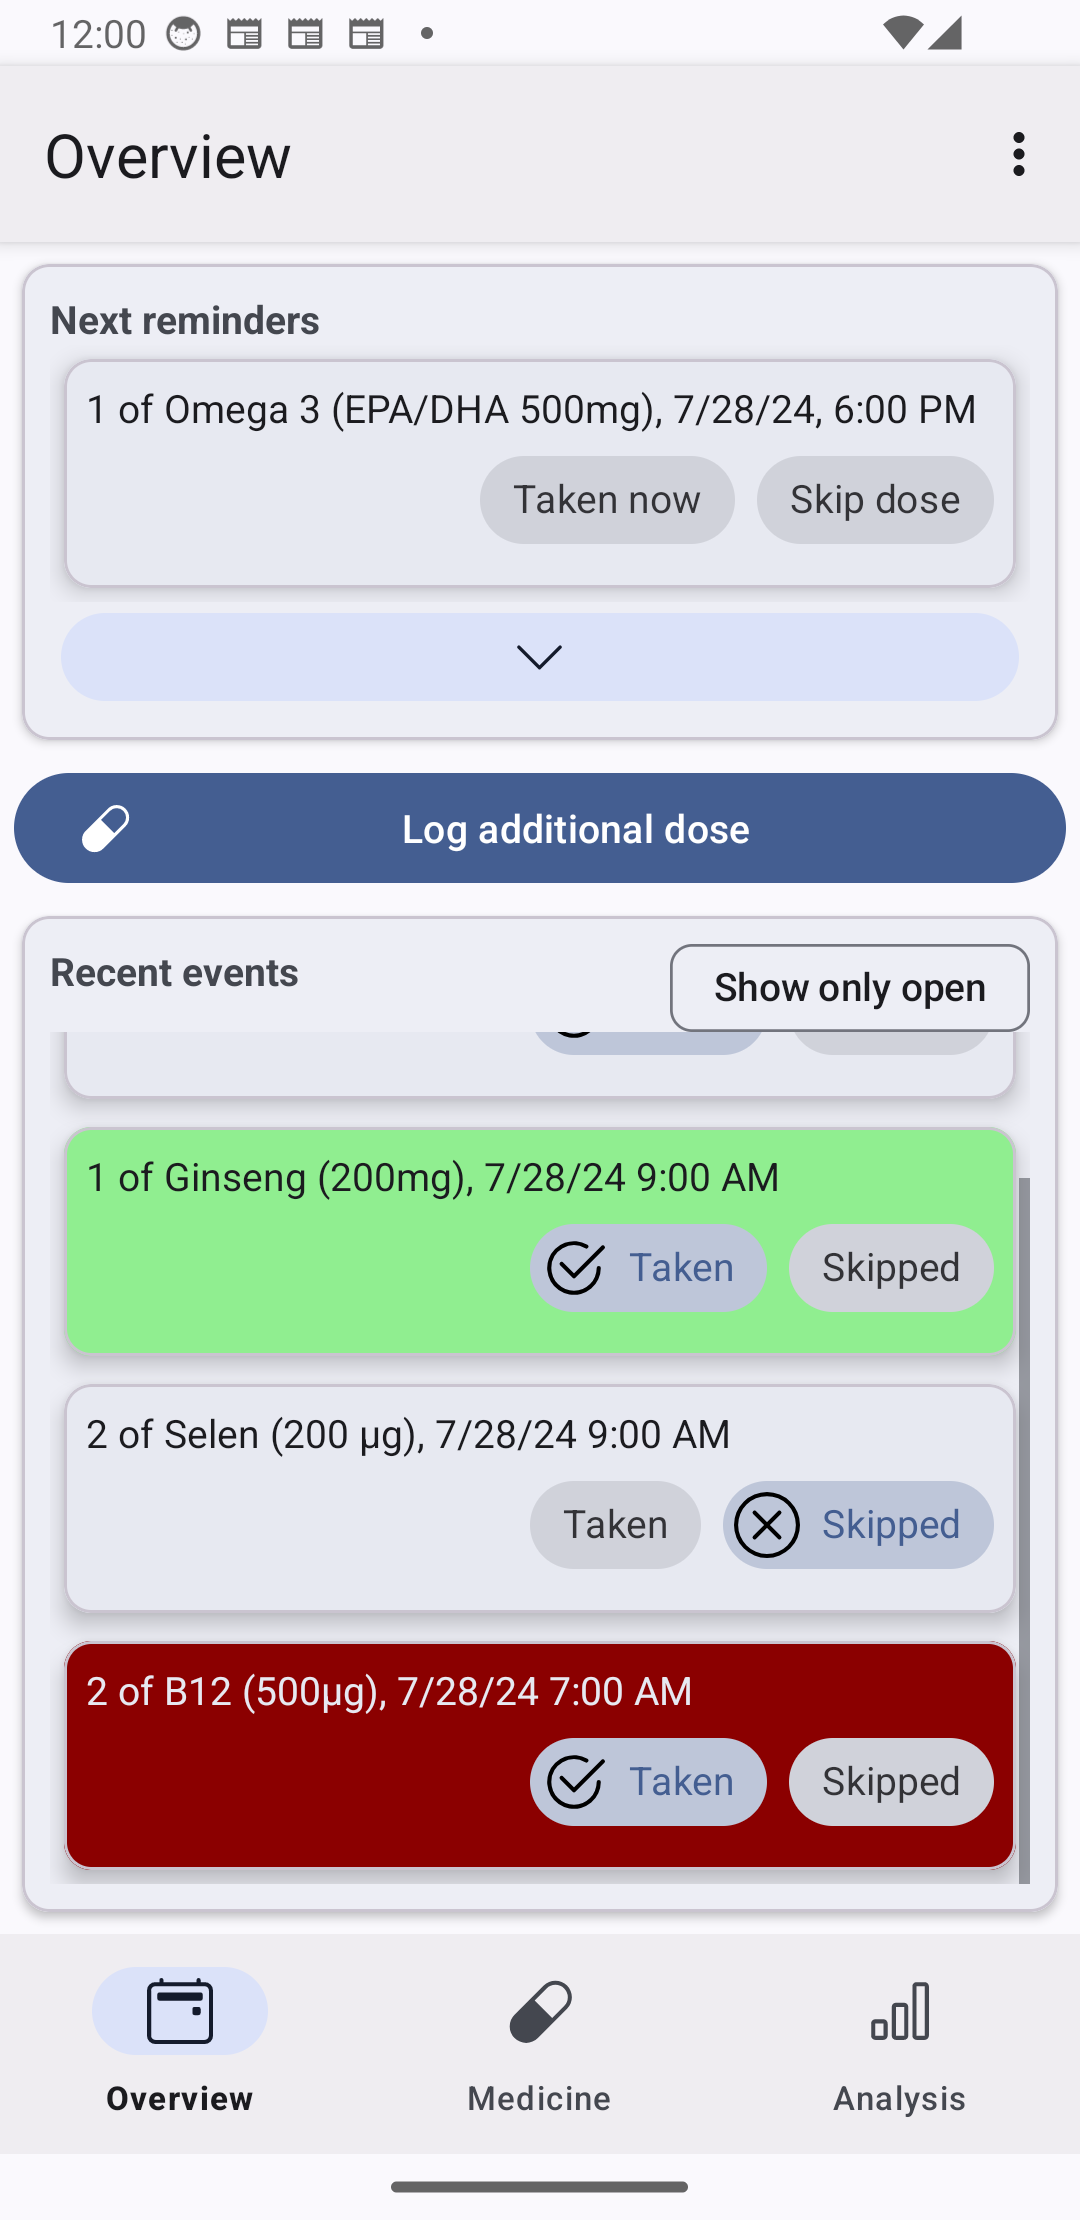 12:00
Overview
Next reminders
1 of Omega 3 (EPA/DHA 500mg), 7/28/24, 6:00 PM
Taken now
Skip dose
Log additional dose
Recent events
Show only open
1 of Ginseng (200mg), 7/28/24 9:00 AM
Taken
Skipped
2 of Selen (200 µg), 7/28/24 9:00 AM
Taken
Skipped
2 of B12 (500µg), 7/28/24 7:00 AM
Taken
Skipped
Overview
Medicine
Analysis